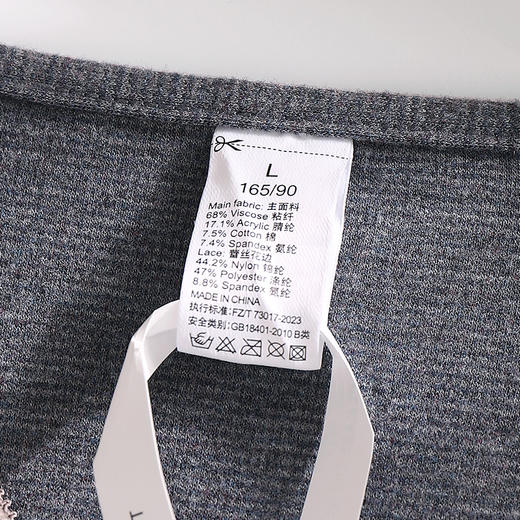 L
165/90
Main fabric: 主面料
68% Viscose 粘纤
17.1% Acrylic 腈纶
7.5% Cotton 棉
7.4% Spandex 氨纶
Lace: 蕾丝花边
44.2% Nylon 锦纶
47% Polyester 涤纶
8.8% Spandex 氨纶
MADE IN CHINA
执行标准: FZ/T 73017-2023
安全类别: GB18401-2010 B类